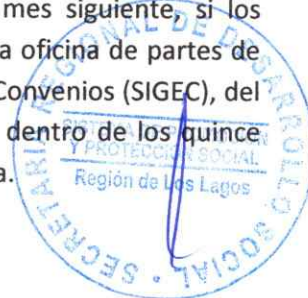 mes siguiente, si los
a oficina de partes de
Convenios (SIGEC), del
dentro de los quince
a.
SECRETARÍA REGIONAL DE DESARROLLO SOCIAL
Y PROTECCIÓN SOCIAL
Región de Los Lagos